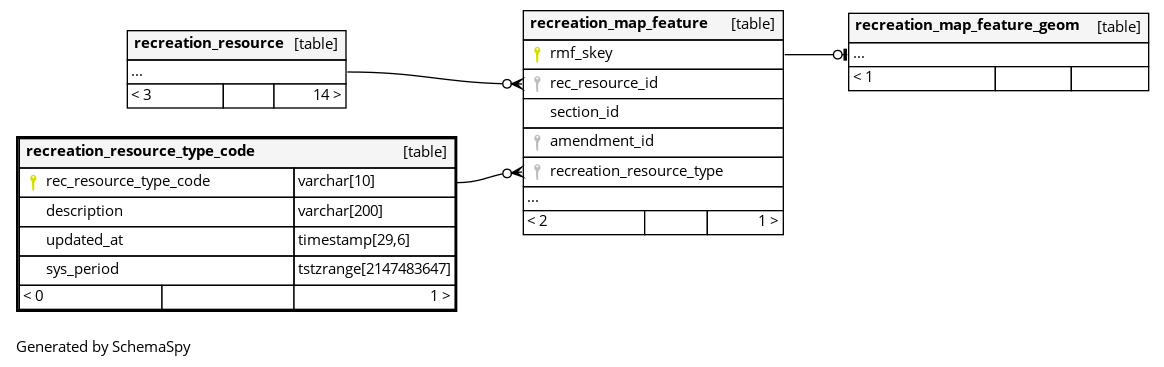 recreation_resource [table]
...
< 3 14 >
recreation_resource_type_code [table]
rec_resource_type_code varchar[10]
description varchar[200]
updated_at timestamp[29,6]
sys_period tstzrange[2147483647]
< 0 1 >
recreation_map_feature [table]
rmf_skey
rec_resource_id
section_id
amendment_id
recreation_resource_type
...
< 2 1 >
recreation_map_feature_geom [table]
...
< 1
Generated by SchemaSpy